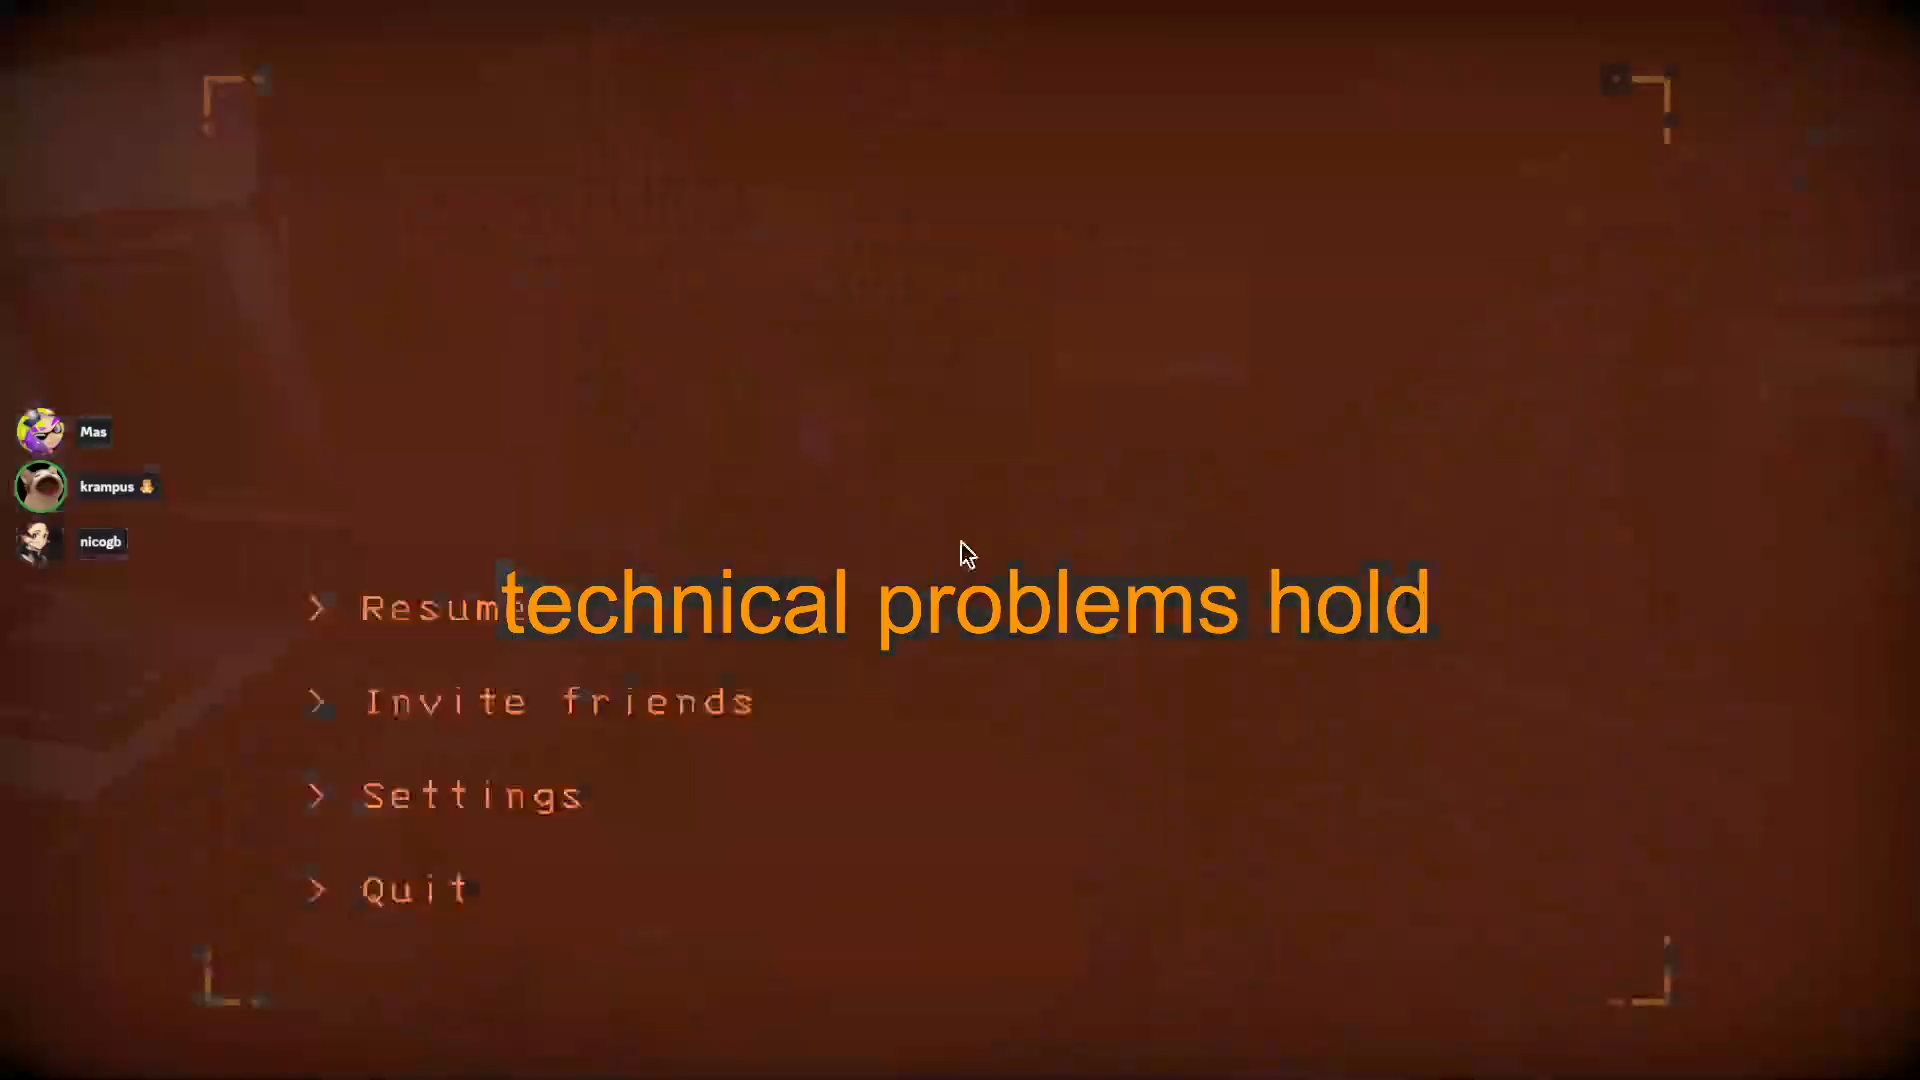 Mas
krampus
nicogb
> Resume
technical problems hold
> Invite friends
> Settings
> Quit